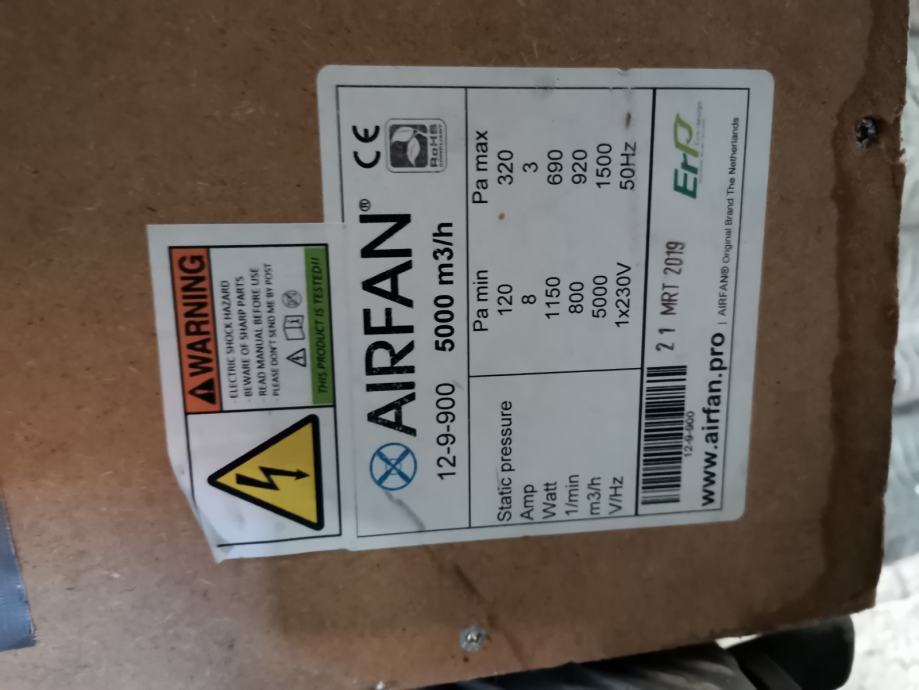 WARNING
- ELECTRIC SHOCK HAZARD
- BEWARE OF SHARP PARTS
- READ MANUAL BEFORE USE
- PLEASE DON'T SEND ME BY POST
THIS PRODUCT IS TESTED!!
AIRFAN®
CE
RoHS
COMPLIANT
12-9-900 5000 m3/h
Pa min Pa max
Static pressure 120 320
Amp 8 3
Watt 1150 690
1/min 800 920
m3/h 5000 1500
V/Hz 1x230V 50Hz
12-9-900
21 MRT 2019
ErP
www.airfan.pro | AIRFAN® Original Brand The Netherlands